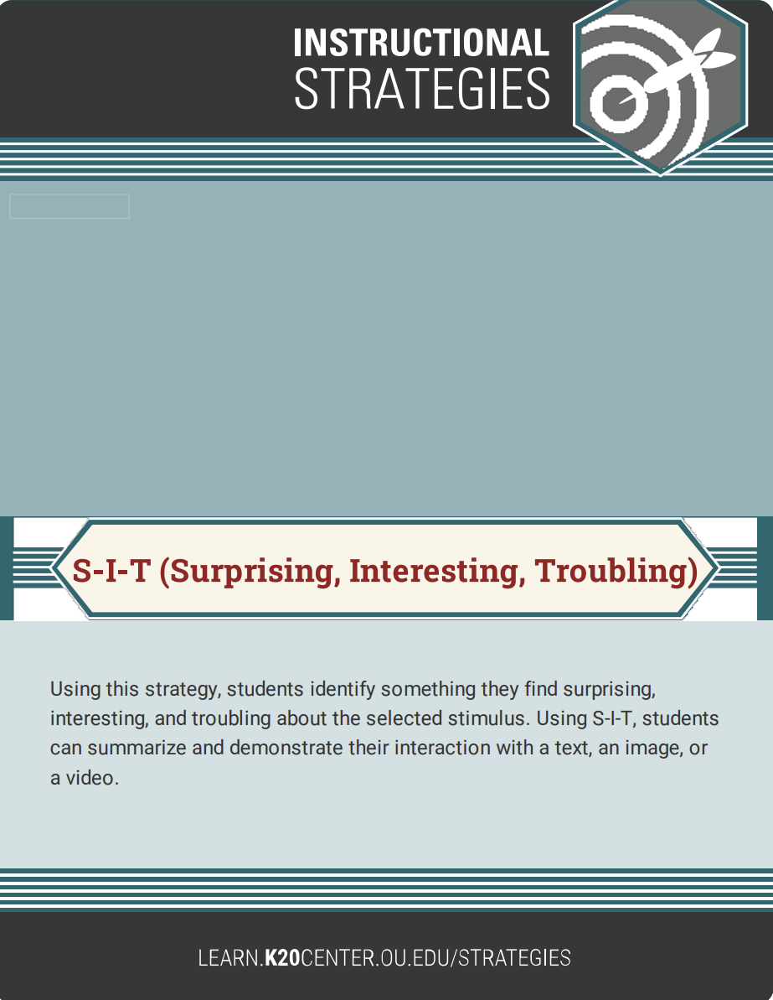 INSTRUCTIONAL
STRATEGIES
S-I-T (Surprising, Interesting, Troubling)
Using this strategy, students identify something they find surprising,
interesting, and troubling about the selected stimulus. Using S-I-T, students
can summarize and demonstrate their interaction with a text, an image, or
a video.
LEARN.K20CENTER.OU.EDU/STRATEGIES